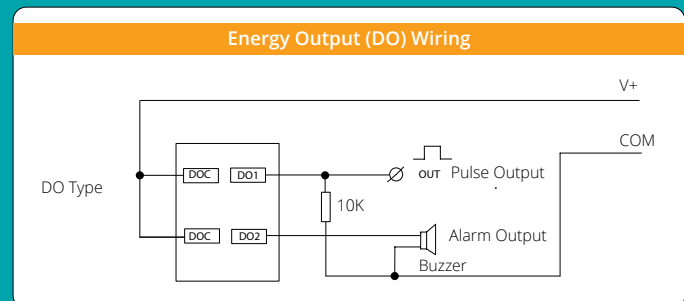 Energy Output (DO) Wiring
V+
COM
DO Type
DOC DO1
OUT Pulse Output
10K
DOC DO2
Alarm Output
Buzzer